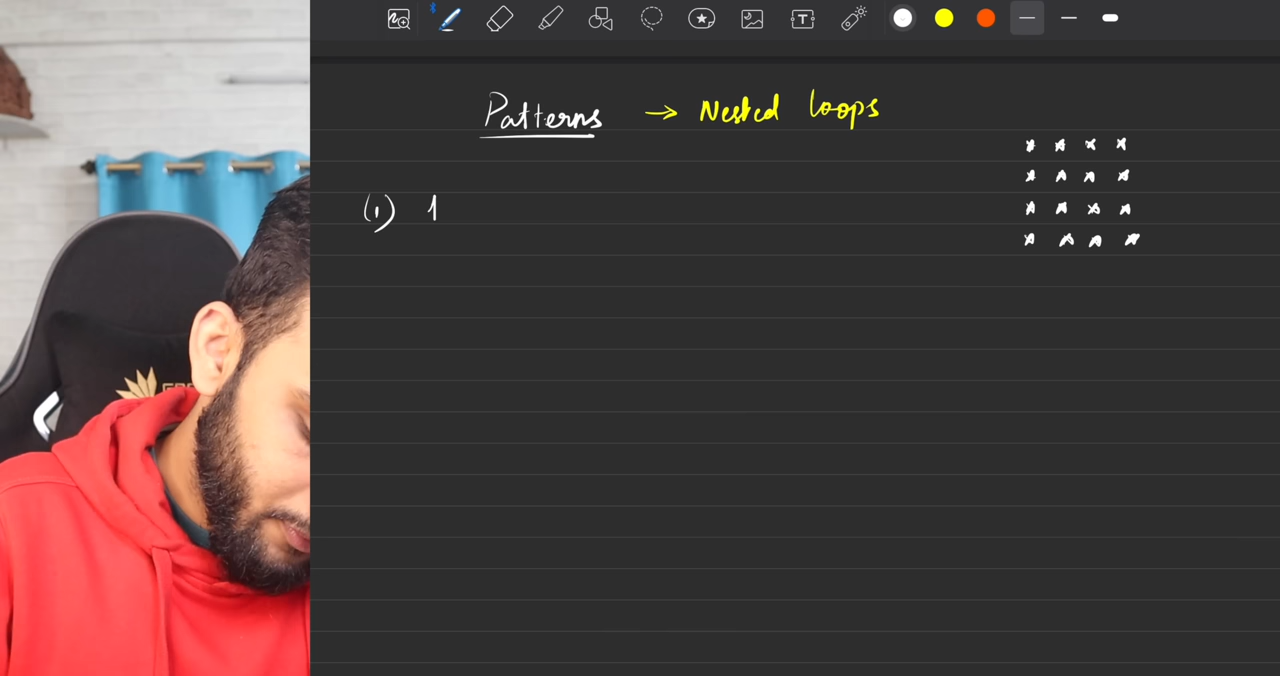 Patterns → Nested loops
* * * *
* * * *
(1) 1
* * * *
* * * *